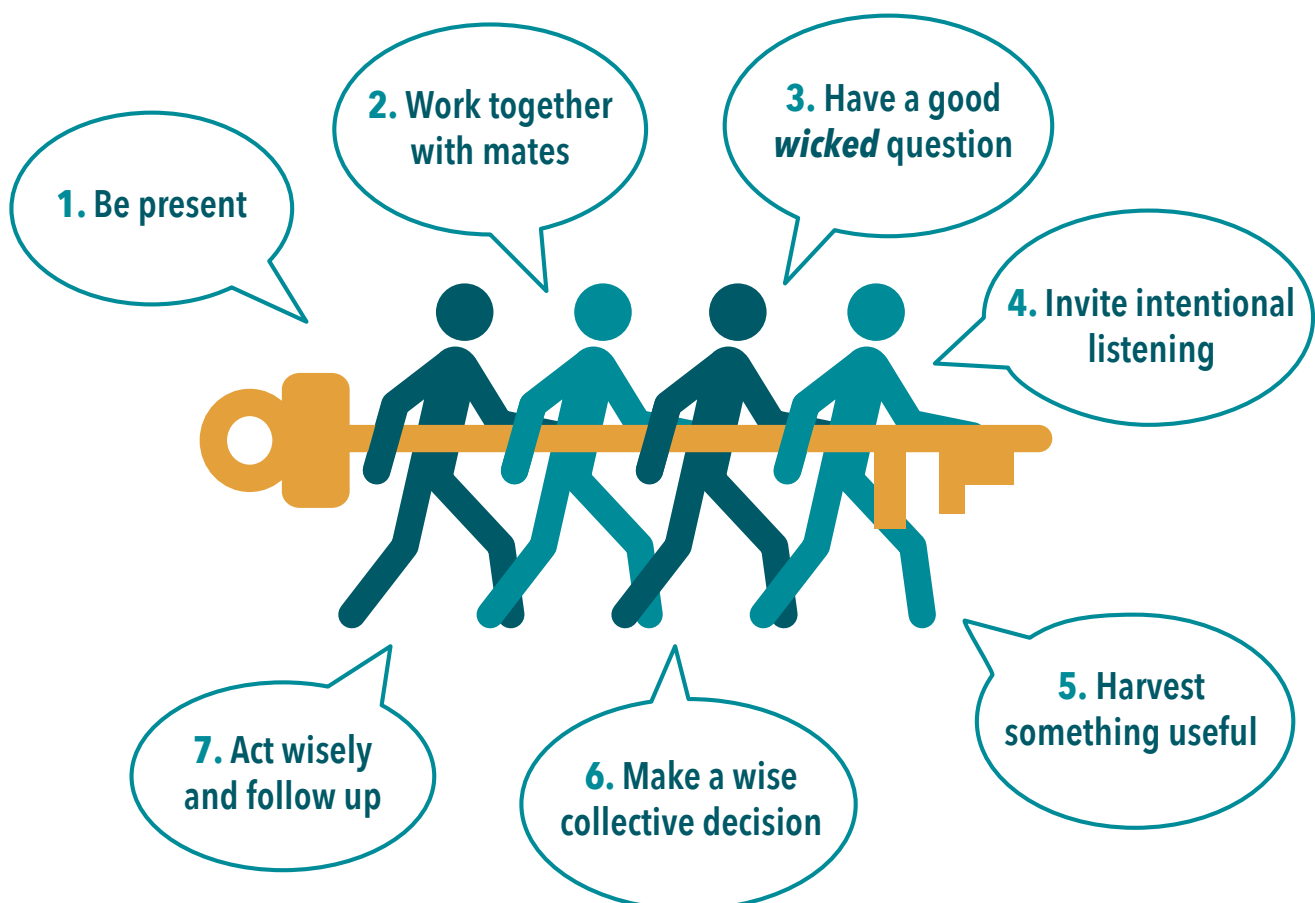 1. Be present
2. Work together
with mates
3. Have a good
wicked question
4. Invite intentional
listening
5. Harvest
something useful
6. Make a wise
collective decision
7. Act wisely
and follow up